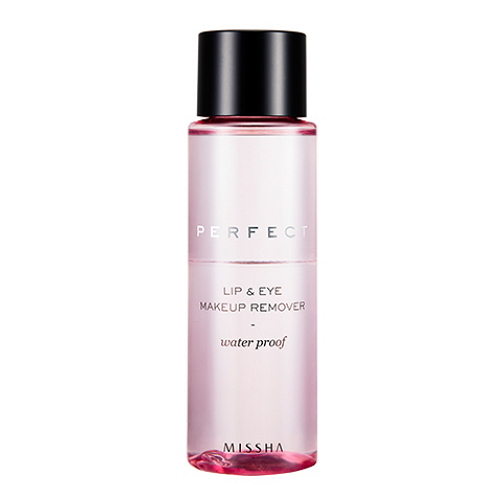 PERFECT
LIP & EYE
MAKEUP REMOVER
-
water proof
MISSHA